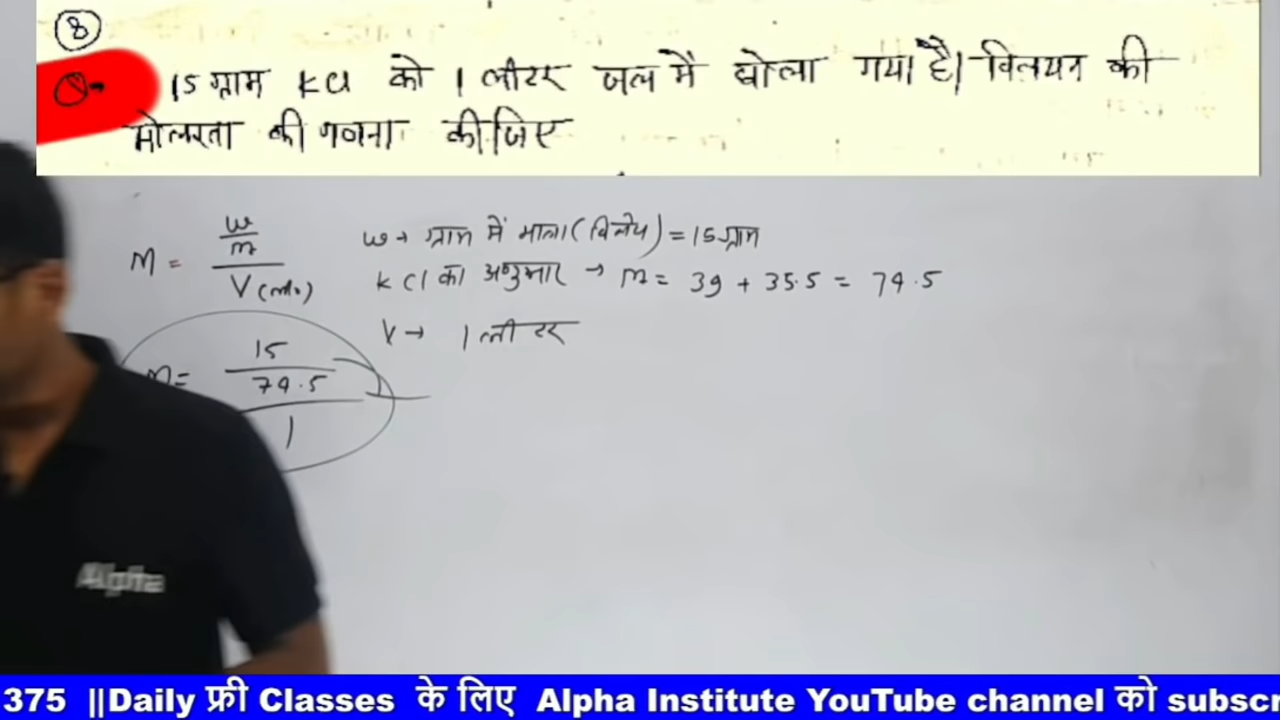 8
Q→ 15 ग्राम KCl को 1 लीटर जल में घोला गया है। विलयन की
मोलरता की गणना कीजिए
M = w/m / V(ली०)
w → ग्राम में मात्रा (विलेय) = 15 ग्राम
KCl का अणुभार → m = 39 + 35.5 = 74.5
V → 1 लीटर
M = 15/74.5 / 1
Alpha
375 ||Daily फ्री Classes के लिए Alpha Institute YouTube channel को subscr